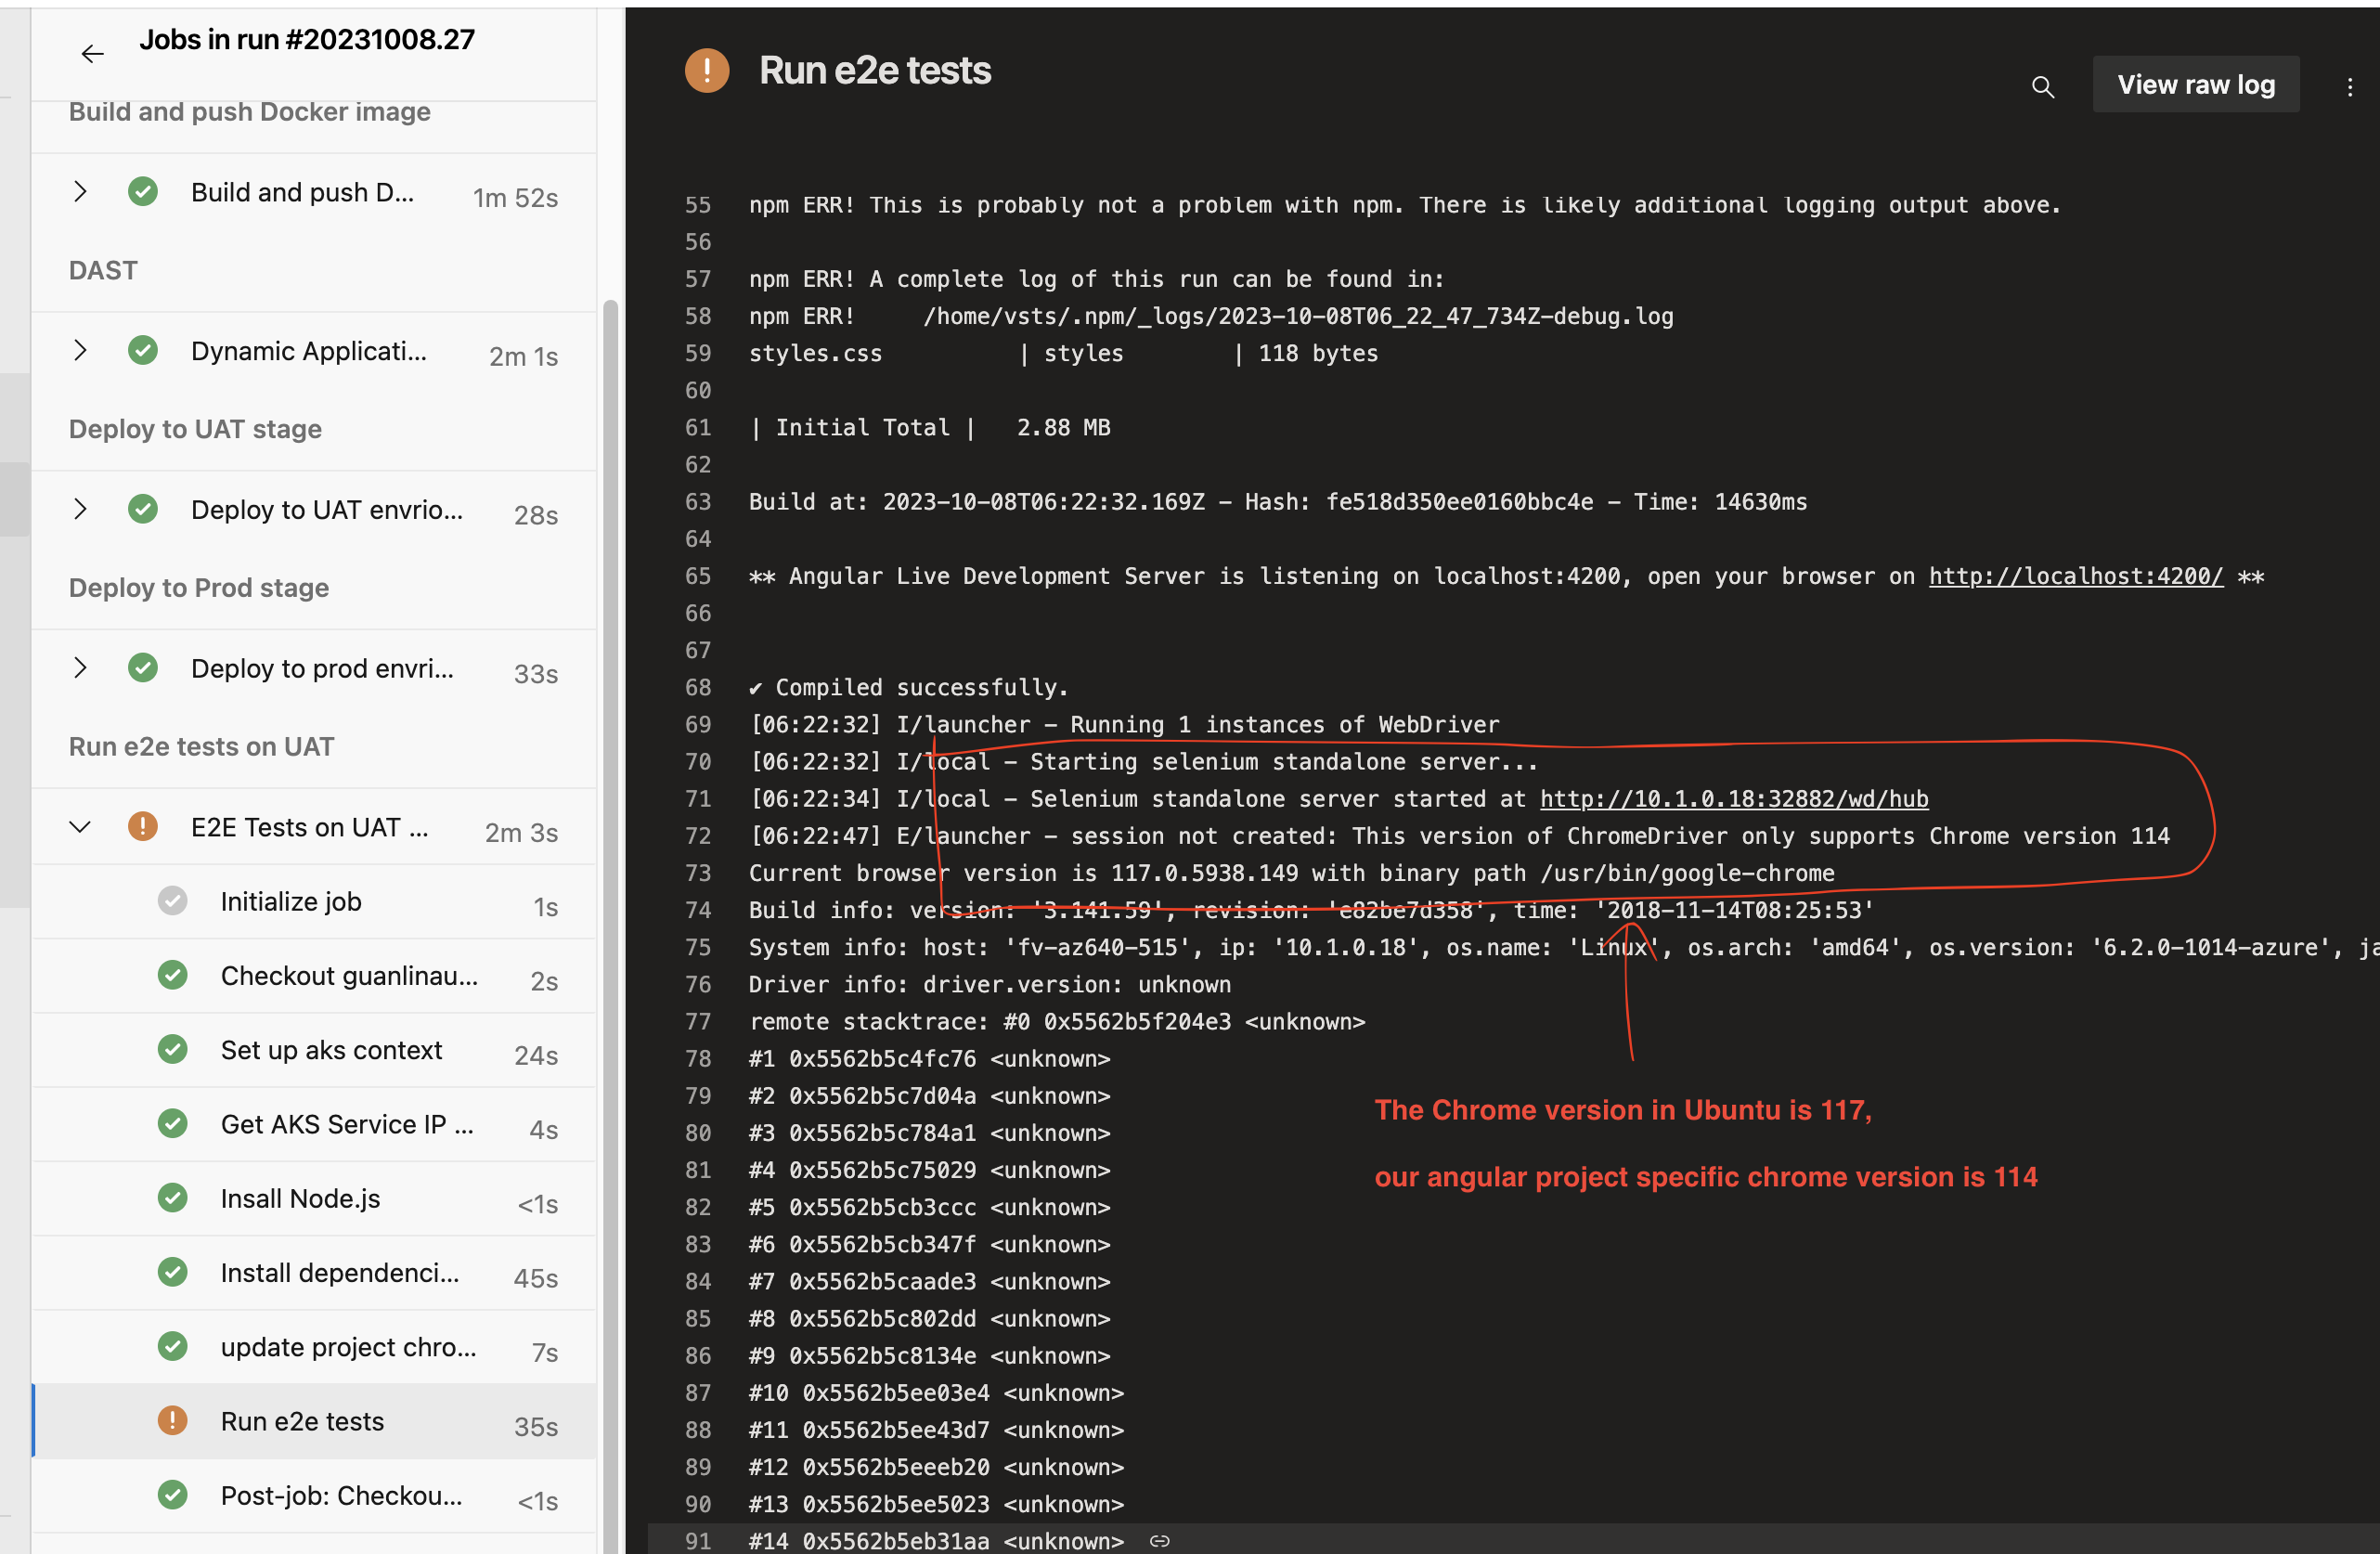 Jobs in run #20231008.27
Build and push Docker image
Build and push D... 1m 52s
DAST
Dynamic Applicati... 2m 1s
Deploy to UAT stage
Deploy to UAT envrio... 28s
Deploy to Prod stage
Deploy to prod envri... 33s
Run e2e tests on UAT
E2E Tests on UAT ... 2m 3s
Initialize job 1s
Checkout guanlinau... 2s
Set up aks context 24s
Get AKS Service IP ... 4s
Insall Node.js <1s
Install dependenci... 45s
update project chro... 7s
Run e2e tests 35s
Post-job: Checkou... <1s
Run e2e tests
View raw log
55 npm ERR! This is probably not a problem with npm. There is likely additional logging output above.
56
57 npm ERR! A complete log of this run can be found in:
58 npm ERR!     /home/vsts/.npm/_logs/2023-10-08T06_22_47_734Z-debug.log
59 styles.css          | styles        | 118 bytes
60
61 | Initial Total |   2.88 MB
62
63 Build at: 2023-10-08T06:22:32.169Z - Hash: fe518d350ee0160bbc4e - Time: 14630ms
64
65 ** Angular Live Development Server is listening on localhost:4200, open your browser on http://localhost:4200/ **
66
67
68 ✔ Compiled successfully.
69 [06:22:32] I/launcher - Running 1 instances of WebDriver
70 [06:22:32] I/local - Starting selenium standalone server...
71 [06:22:34] I/local - Selenium standalone server started at http://10.1.0.18:32882/wd/hub
72 [06:22:47] E/launcher - session not created: This version of ChromeDriver only supports Chrome version 114
73 Current browser version is 117.0.5938.149 with binary path /usr/bin/google-chrome
74 Build info: version: '3.141.59', revision: 'e82be7d358', time: '2018-11-14T08:25:53'
75 System info: host: 'fv-az640-515', ip: '10.1.0.18', os.name: 'Linux', os.arch: 'amd64', os.version: '6.2.0-1014-azure', ja
76 Driver info: driver.version: unknown
77 remote stacktrace: #0 0x5562b5f204e3 <unknown>
78 #1 0x5562b5c4fc76 <unknown>
79 #2 0x5562b5c7d04a <unknown>
80 #3 0x5562b5c784a1 <unknown>
81 #4 0x5562b5c75029 <unknown>
82 #5 0x5562b5cb3ccc <unknown>
83 #6 0x5562b5cb347f <unknown>
84 #7 0x5562b5caade3 <unknown>
85 #8 0x5562b5c802dd <unknown>
86 #9 0x5562b5c8134e <unknown>
87 #10 0x5562b5ee03e4 <unknown>
88 #11 0x5562b5ee43d7 <unknown>
89 #12 0x5562b5eeeb20 <unknown>
90 #13 0x5562b5ee5023 <unknown>
91 #14 0x5562b5eb31aa <unknown>
The Chrome version in Ubuntu is 117,
our angular project specific chrome version is 114